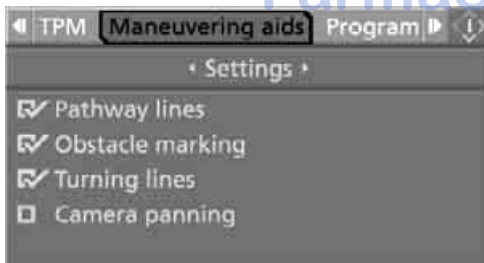 TPM Maneuvering aids Program
Settings
Pathway lines
Obstacle marking
Turning lines
Camera panning